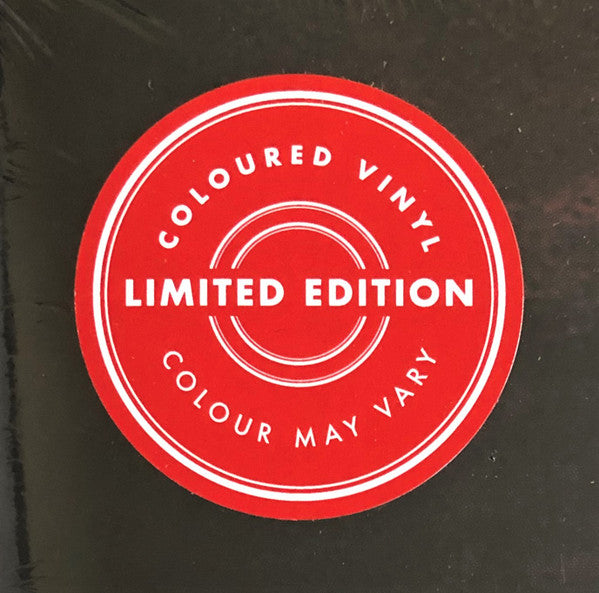 COLOURED VINYL
LIMITED EDITION
COLOUR MAY VARY